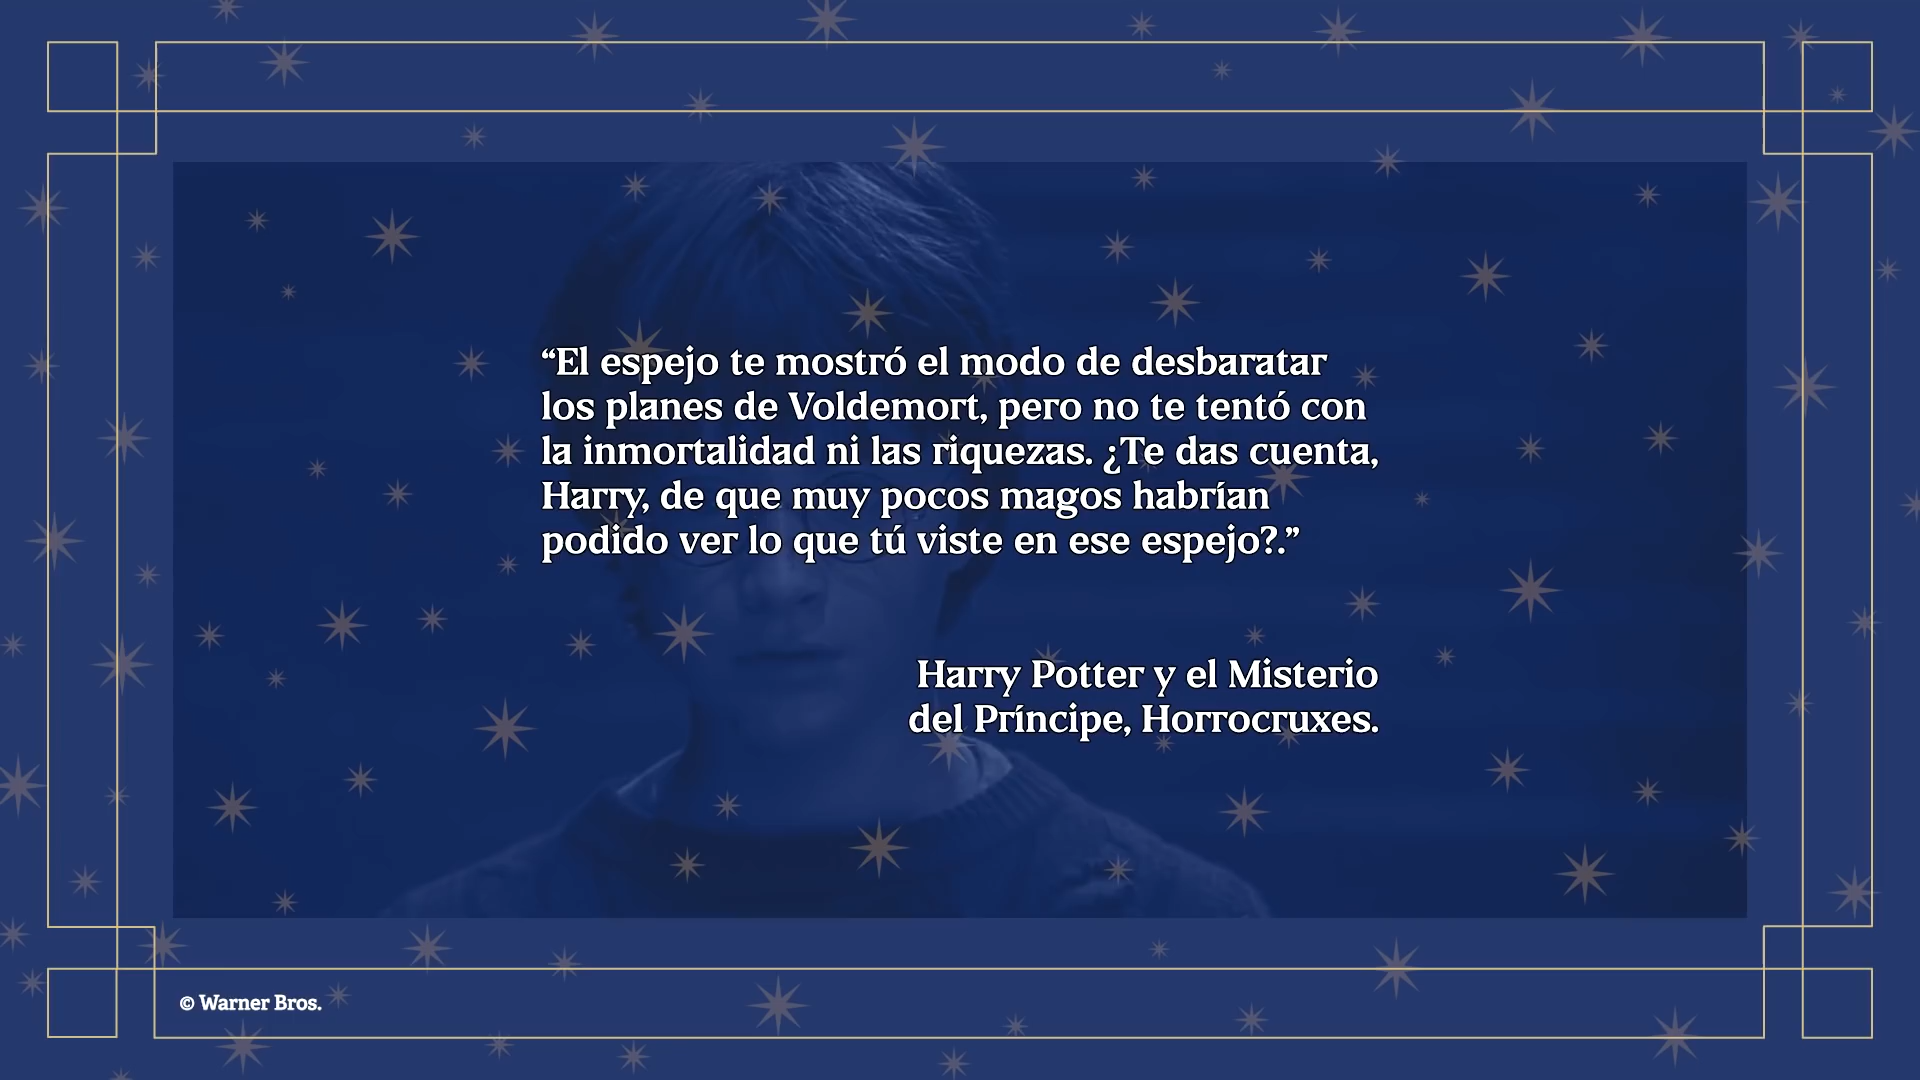 “El espejo te mostró el modo de desbaratar
los planes de Voldemort, pero no te tentó con
la inmortalidad ni las riquezas. ¿Te das cuenta,
Harry, de que muy pocos magos habrían
podido ver lo que tú viste en ese espejo?.”
Harry Potter y el Misterio
del Príncipe, Horrocruxes.
© Warner Bros.